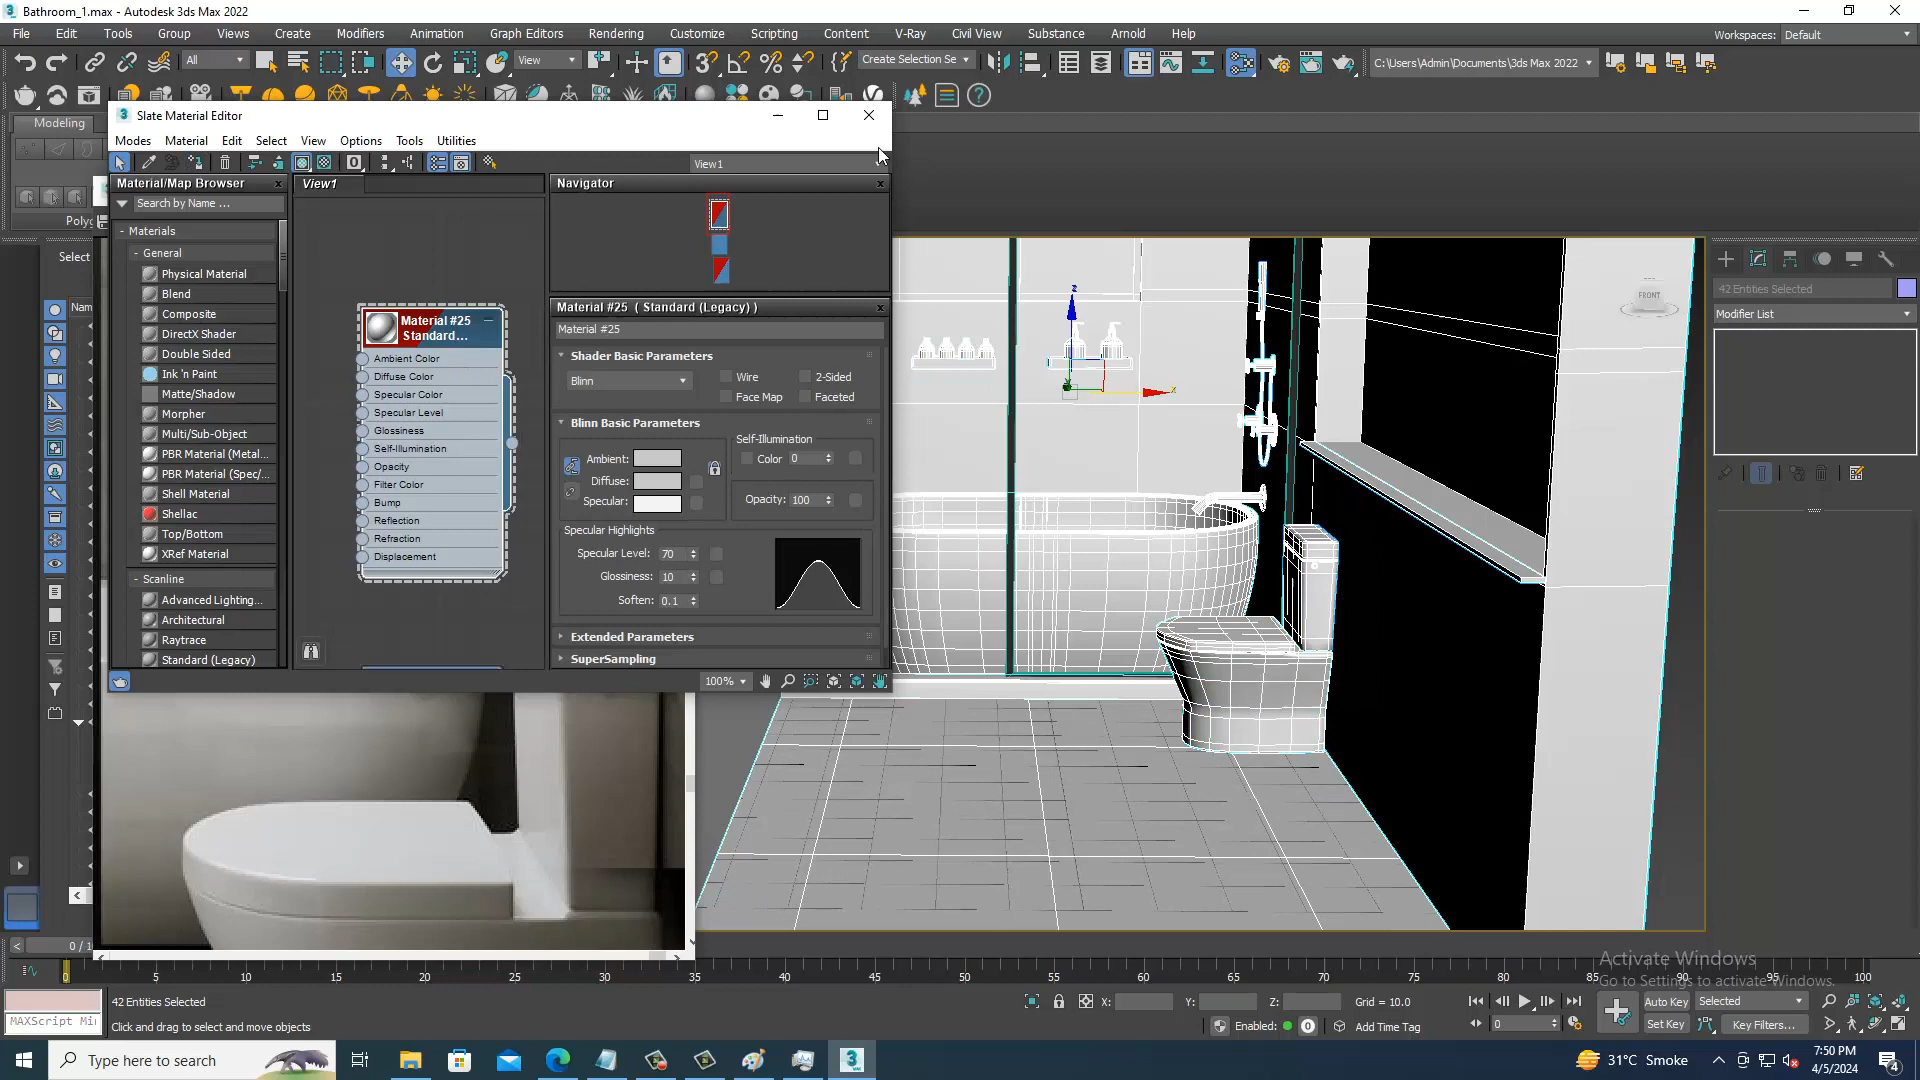 Bathroom_1.max - Autodesk 3ds Max 2022
File Edit Tools Group Views Create Modifiers Animation Graph Editors Rendering Customize Scripting Content V-Ray Civil View Substance Arnold Help
Workspaces: Default
All
View
Create Selection Se
C:\Users\Admin\Documents\3ds Max 2022
Modeling
Slate Material Editor
Modes Material Edit Select View Options Tools Utilities
View1
Material/Map Browser
View1
Navigator
Search by Name ...
- Materials
- General
Physical Material
Blend
Composite
DirectX Shader
Double Sided
Ink 'n Paint
Matte/Shadow
Morpher
Multi/Sub-Object
PBR Material (Metal...
PBR Material (Spec/...
Shell Material
Shellac
Top/Bottom
XRef Material
- Scanline
Advanced Lighting...
Architectural
Raytrace
Standard (Legacy)
Material #25
Standard...
Ambient Color
Diffuse Color
Specular Color
Specular Level
Glossiness
Self-Illumination
Opacity
Filter Color
Bump
Reflection
Refraction
Displacement
Material #25 ( Standard (Legacy) )
Material #25
Shader Basic Parameters
Blinn
Wire
2-Sided
Face Map
Faceted
Blinn Basic Parameters
Self-Illumination
Ambient:
Color 0
Diffuse:
Specular:
Opacity: 100
Specular Highlights
Specular Level: 70
Glossiness: 10
Soften: 0.1
Extended Parameters
SuperSampling
100%
Polyg
Select
Nam
z
x
FRONT
42 Entities Selected
Modifier List
0 / 1
0 5 10 15 20 25 30 35 40 45 50 55 60 65 70 75 80 85 90 95 100
Activate Windows
Go to Settings to activate Windows.
42 Entities Selected
X:
Y:
Z:
Grid = 10.0
Auto Key
Selected
MAXScript Mi
Click and drag to select and move objects
Enabled:
0
Add Time Tag
0
Set Key
Key Filters...
Type here to search
31°C Smoke
7:50 PM
4/5/2024
4